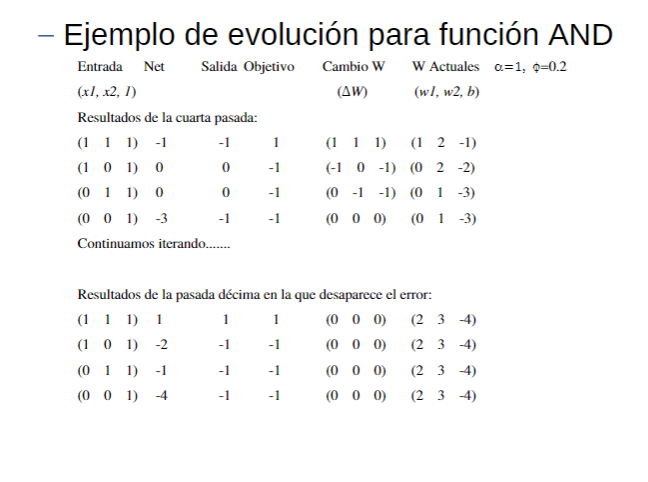 – Ejemplo de evolución para función AND
Entrada Net Salida Objetivo Cambio W W Actuales α=1, φ=0.2
(x1, x2, 1) (ΔW) (w1, w2, b)
Resultados de la cuarta pasada:
(1 1 1) -1 -1 1 (1 1 1) (1 2 -1)
(1 0 1) 0 0 -1 (-1 0 -1) (0 2 -2)
(0 1 1) 0 0 -1 (0 -1 -1) (0 1 -3)
(0 0 1) -3 -1 -1 (0 0 0) (0 1 -3)
Continuamos iterando.......
Resultados de la pasada décima en la que desaparece el error:
(1 1 1) 1 1 1 (0 0 0) (2 3 -4)
(1 0 1) -2 -1 -1 (0 0 0) (2 3 -4)
(0 1 1) -1 -1 -1 (0 0 0) (2 3 -4)
(0 0 1) -4 -1 -1 (0 0 0) (2 3 -4)